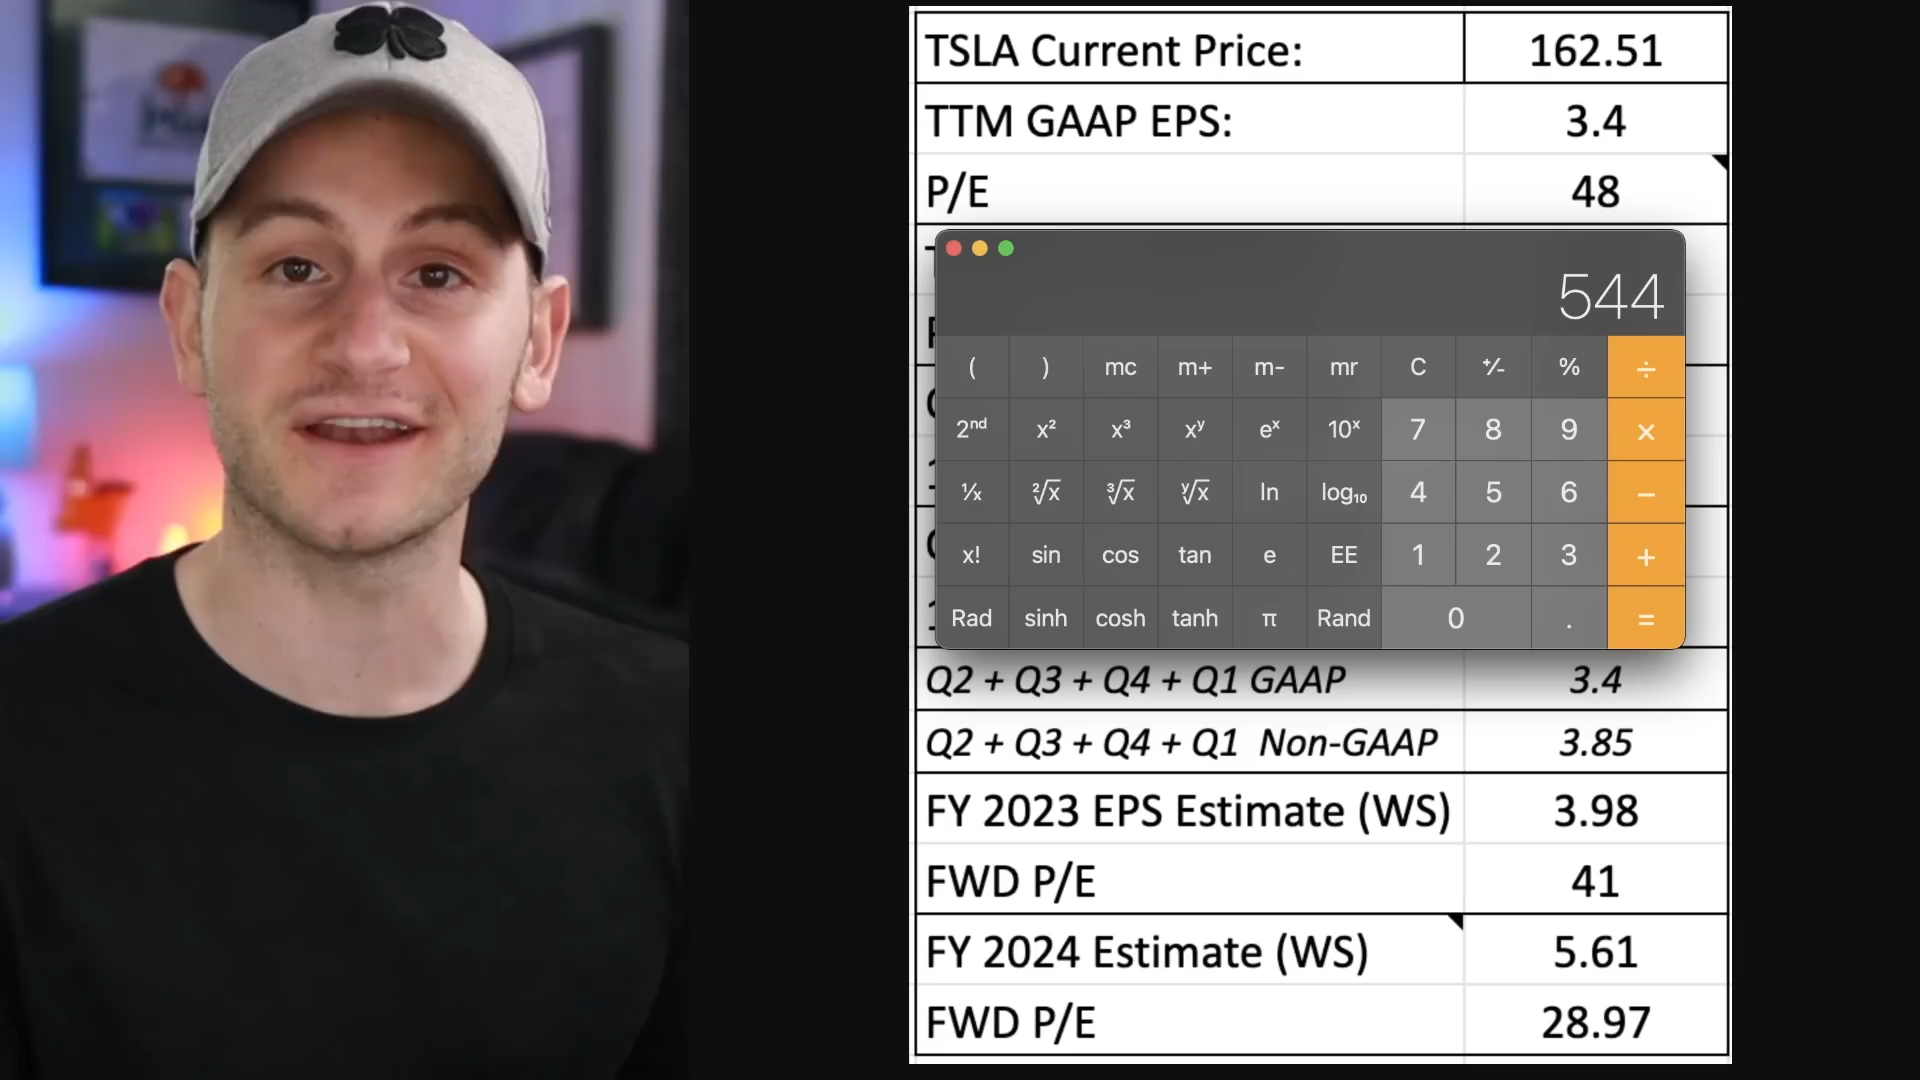 TSLA Current Price: 162.51
TTM GAAP EPS: 3.4
P/E 48
544
( ) mc m+ m- mr C ⁺⁄₋ % ÷
2ⁿᵈ x² x³ xʸ eˣ 10ˣ 7 8 9 ×
¹⁄ₓ ²√x ³√x ʸ√x ln log₁₀ 4 5 6 −
x! sin cos tan e EE 1 2 3 +
Rad sinh cosh tanh π Rand 0 . =
Q2 + Q3 + Q4 + Q1 GAAP 3.4
Q2 + Q3 + Q4 + Q1 Non-GAAP 3.85
FY 2023 EPS Estimate (WS) 3.98
FWD P/E 41
FY 2024 Estimate (WS) 5.61
FWD P/E 28.97